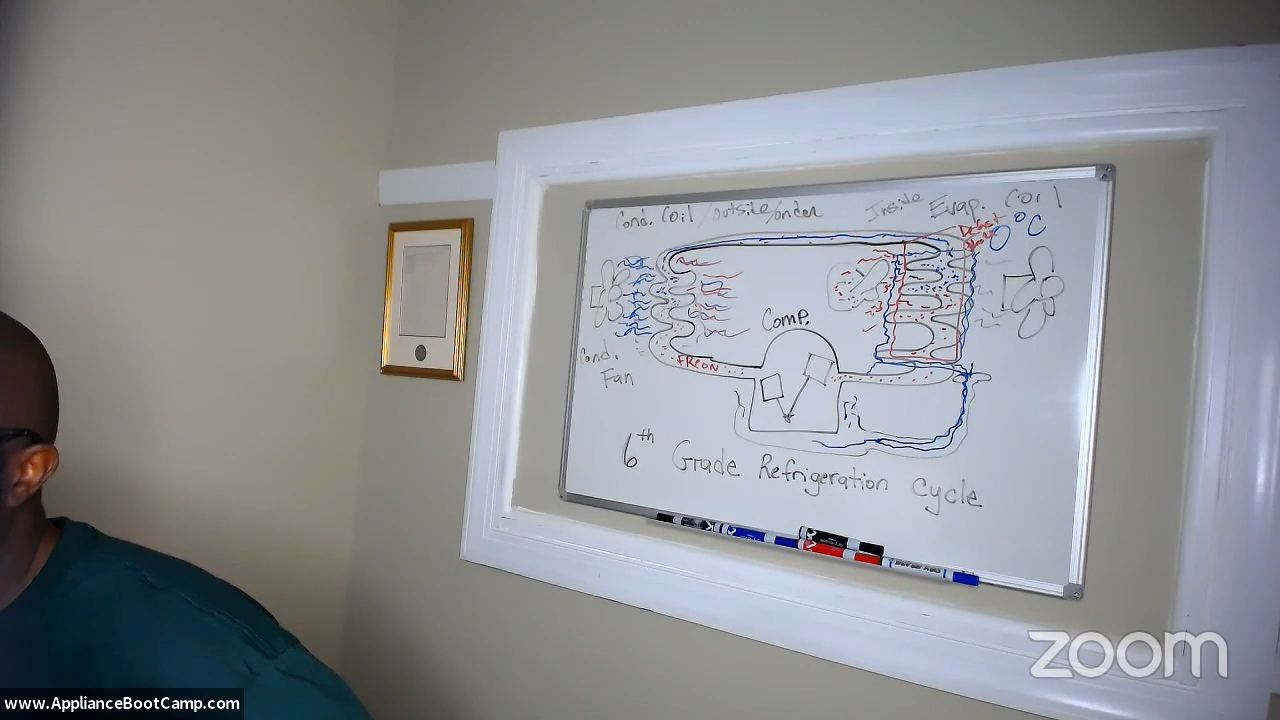 Cond. Coil /outside/under
Inside Evap. Coil
Defrost
0°C
Comp.
Cond.
Fan
FREON
6th Grade Refrigeration Cycle
zoom
www.ApplianceBootCamp.com